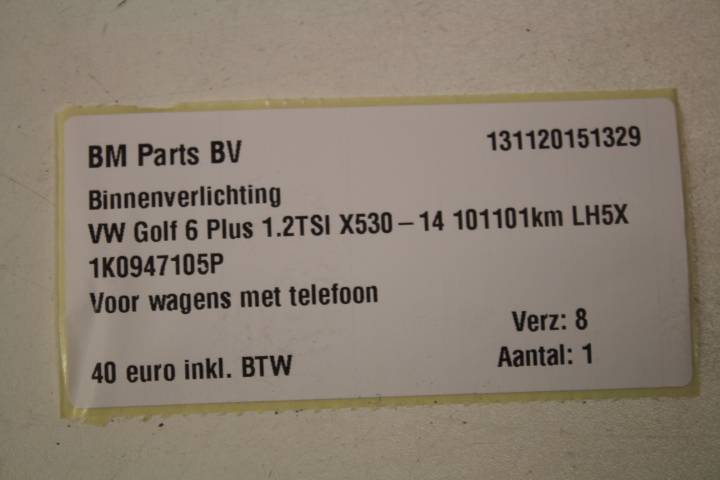 BM Parts BV 131120151329
Binnenverlichting
VW Golf 6 Plus 1.2TSI X530 – 14 101101km LH5X
1K0947105P
Voor wagens met telefoon
Verz: 8
40 euro inkl. BTW Aantal: 1